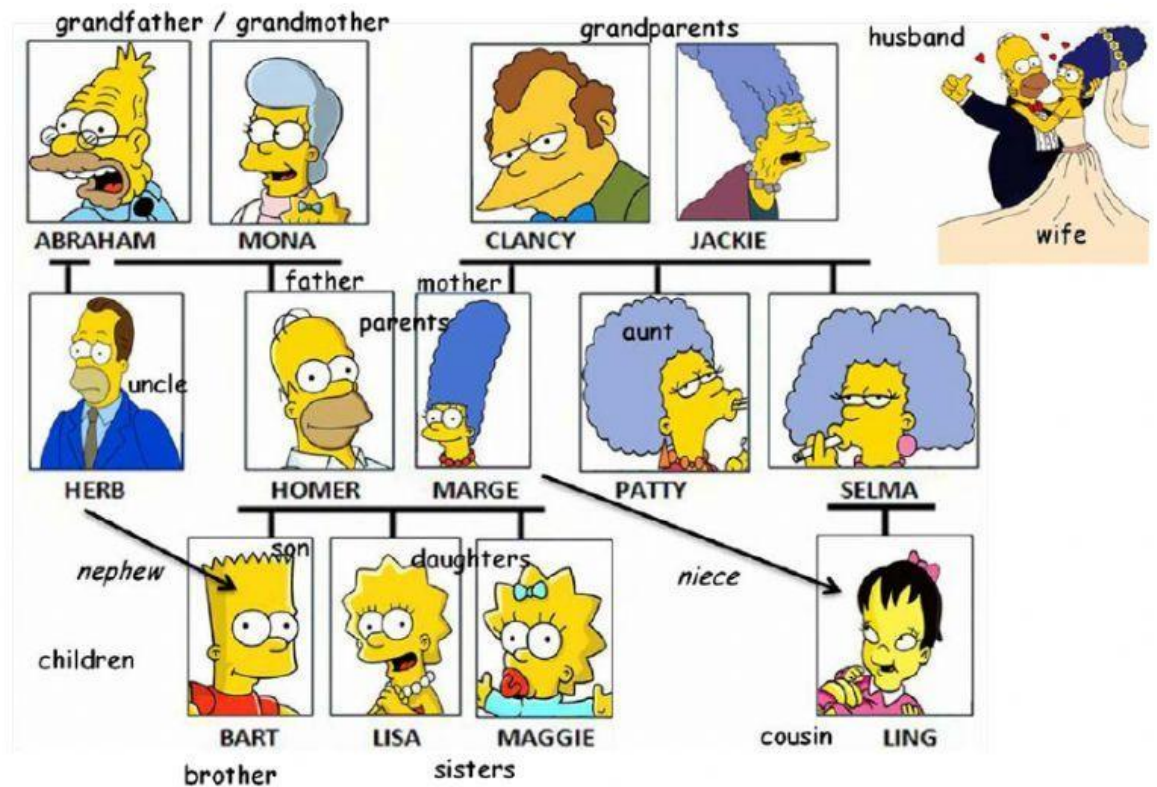 grandfather / grandmother
grandparents
husband
wife
ABRAHAM
MONA
CLANCY
JACKIE
father
mother
parents
uncle
aunt
HERB
HOMER
MARGE
PATTY
SELMA
son
daughters
nephew
niece
children
BART
LISA
MAGGIE
cousin
LING
brother
sisters